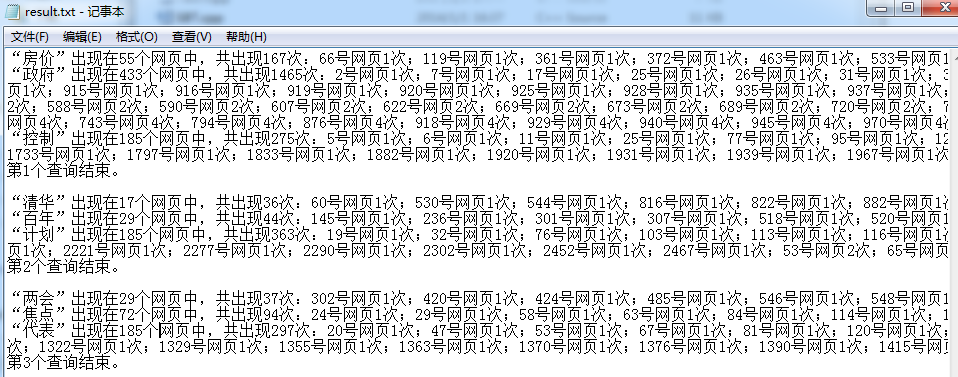 result.txt - 记事本
文件(F) 编辑(E) 格式(O) 查看(V) 帮助(H)
“房价”出现在55个网页中，共出现167次：66号网页1次；119号网页1次；361号网页1次；372号网页1次；463号网页1次；533号网页1
“政府”出现在433个网页中，共出现1465次：2号网页1次；7号网页1次；17号网页1次；25号网页1次；26号网页1次；31号网页1次；3
页1次；915号网页1次；916号网页1次；919号网页1次；920号网页1次；925号网页1次；928号网页1次；935号网页1次；937号网页1
2次；588号网页2次；590号网页2次；607号网页2次；622号网页2次；669号网页2次；673号网页2次；689号网页2次；720号网页2次；7
网页4次；743号网页4次；794号网页4次；876号网页4次；918号网页4次；929号网页4次；940号网页4次；945号网页4次；970号网页4
“控制”出现在185个网页中，共出现275次：5号网页1次；6号网页1次；11号网页1次；25号网页1次；77号网页1次；95号网页1次；12
1733号网页1次；1797号网页1次；1833号网页1次；1882号网页1次；1920号网页1次；1931号网页1次；1939号网页1次；1967号网页1
第1个查询结束。
“清华”出现在17个网页中，共出现36次：60号网页1次；530号网页1次；544号网页1次；816号网页1次；822号网页1次；882号网页1
“百年”出现在29个网页中，共出现44次：145号网页1次；236号网页1次；301号网页1次；307号网页1次；518号网页1次；520号网页1
“计划”出现在185个网页中，共出现363次：19号网页1次；32号网页1次；76号网页1次；103号网页1次；113号网页1次；116号网页1
页1次；2221号网页1次；2277号网页1次；2290号网页1次；2302号网页1次；2452号网页1次；2467号网页1次；53号网页2次；65号网页
第2个查询结束。
“两会”出现在29个网页中，共出现37次：302号网页1次；420号网页1次；424号网页1次；485号网页1次；546号网页1次；548号网页1
“焦点”出现在72个网页中，共出现94次：24号网页1次；29号网页1次；58号网页1次；63号网页1次；84号网页1次；114号网页1次；1
“代表”出现在185个网页中，共出现297次：20号网页1次；47号网页1次；53号网页1次；67号网页1次；81号网页1次；120号网页1次；
次；1322号网页1次；1329号网页1次；1355号网页1次；1363号网页1次；1370号网页1次；1376号网页1次；1390号网页1次；1415号网页
第3个查询结束。